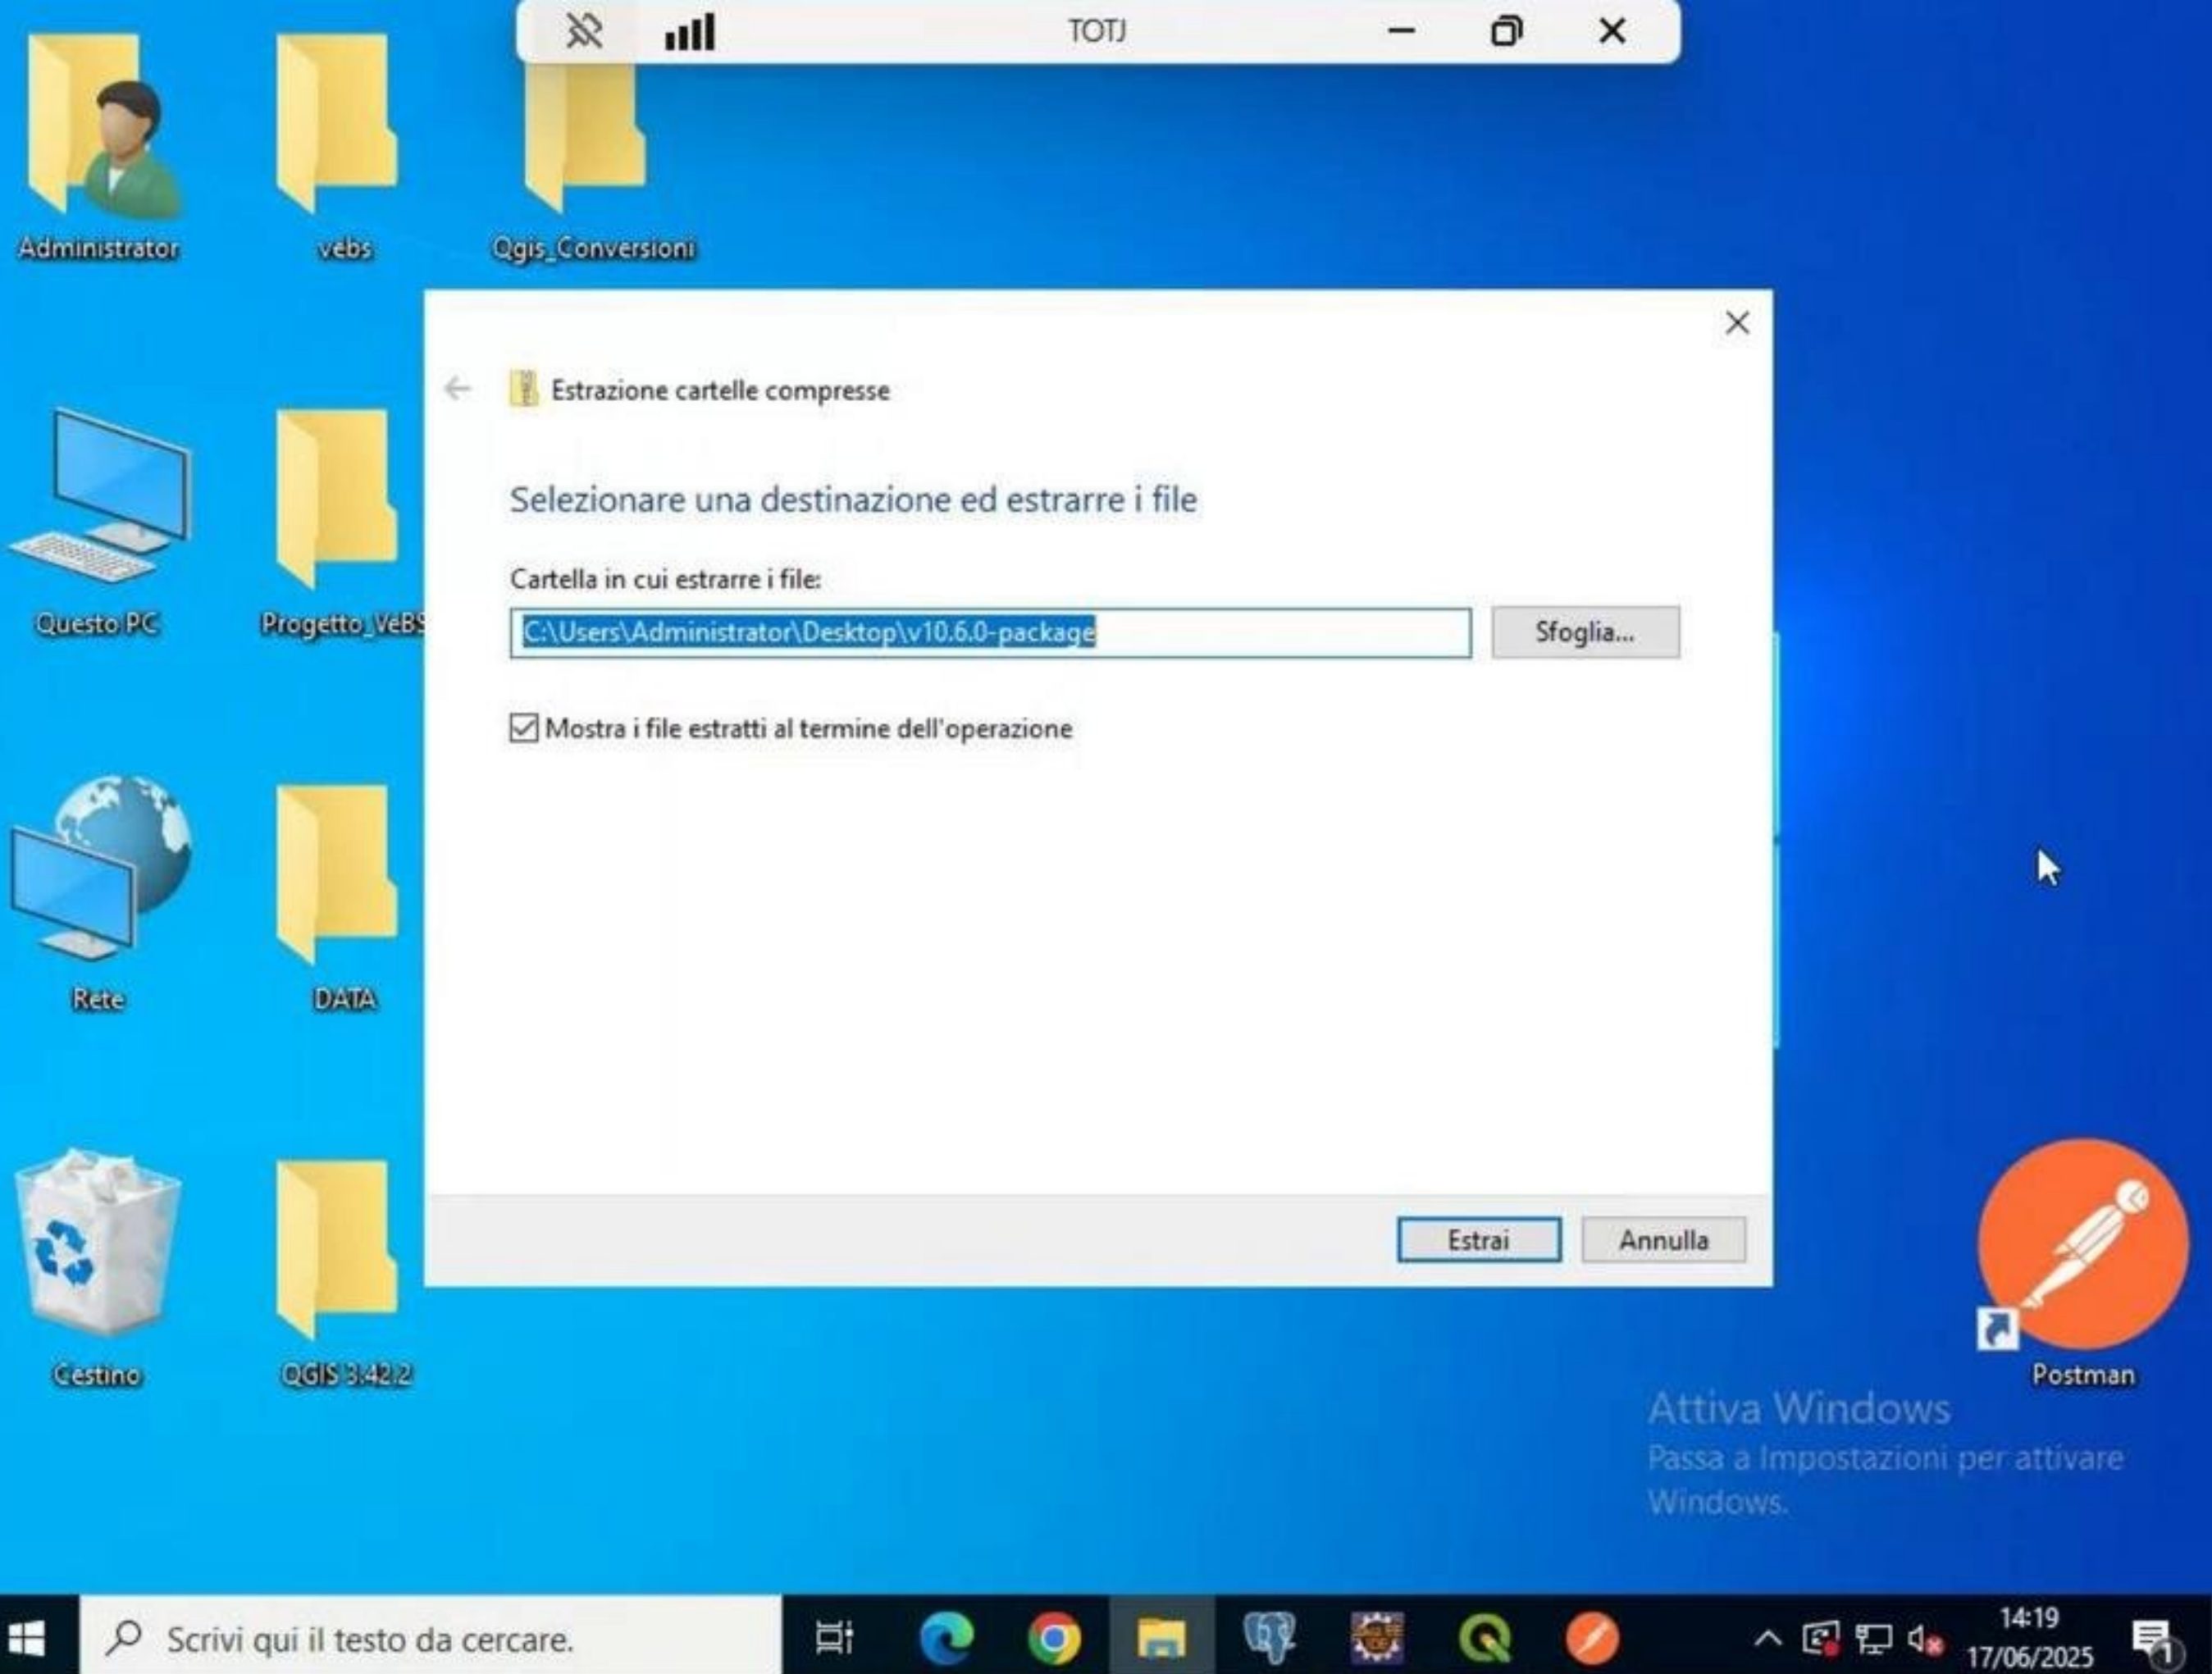 TOTJ
Administrator
vebs
Qgis_Conversioni
Estrazione cartelle compresse
Selezionare una destinazione ed estrarre i file
Cartella in cui estrarre i file:
C:\Users\Administrator\Desktop\v10.6.0-package
Sfoglia...
Questo PC
Progetto_VeBS
Mostra i file estratti al termine dell'operazione
Rete
DATA
Estrai
Annulla
Cestino
QGIS 3.42.2
Postman
Attiva Windows
Passa a Impostazioni per attivare
Windows.
Scrivi qui il testo da cercare.
14:19
17/06/2025
1